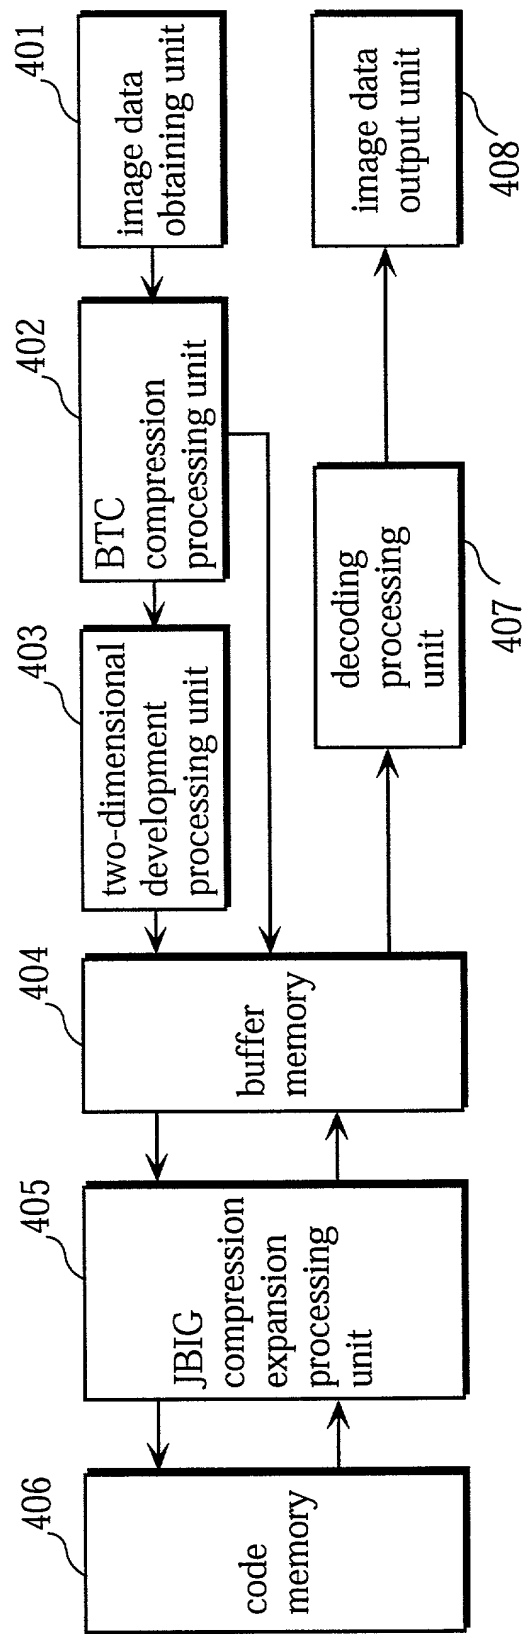 401
image data
obtaining unit
402
BTC
compression
processing unit
403
two-dimensional
development
processing unit
404
buffer
memory
405
JBIG
compression
expansion
processing
unit
406
code
memory
407
decoding
processing
unit
408
image data
output unit